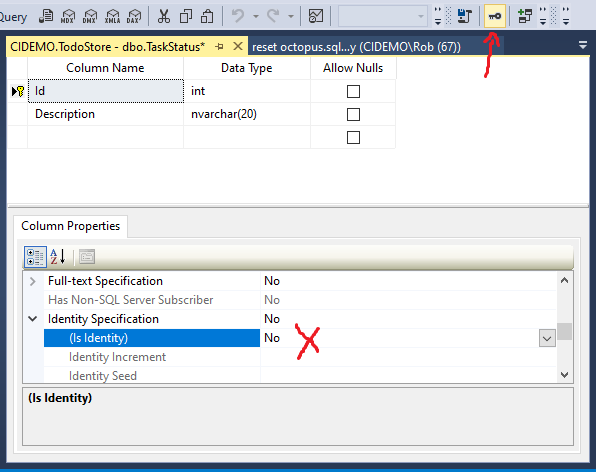 Query MDX DMX XMLA DAX
CIDEMO.TodoStore - dbo.TaskStatus* reset octopus.sql...y (CIDEMO\Rob (67))
Column Name Data Type Allow Nulls
Id int
Description nvarchar(20)
Column Properties
A
Z
Full-text Specification No
Has Non-SQL Server Subscriber No
Identity Specification No
(Is Identity) No
Identity Increment
Identity Seed
(Is Identity)